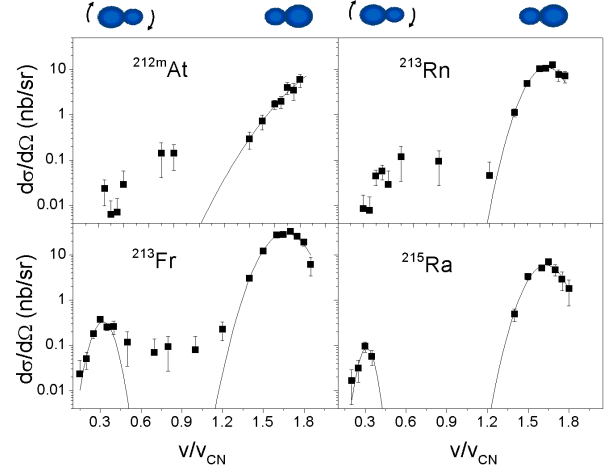 ²¹²ᵐAt
²¹³Rn
dσ/dΩ (nb/sr)
10
1
0.1
0.01
²¹³Fr
²¹⁵Ra
dσ/dΩ (nb/sr)
10
1
0.1
0.01
0.3 0.6 0.9 1.2 1.5 1.8
0.3 0.6 0.9 1.2 1.5 1.8
v/v_CN
v/v_CN